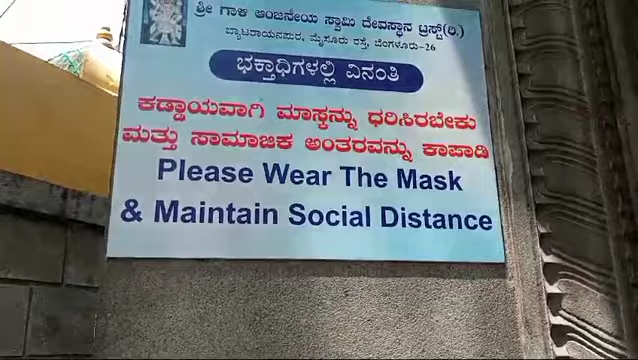 ಶ್ರೀ ಗಾಳಿ ಆಂಜನೇಯ ಸ್ವಾಮಿ ದೇವಸ್ಥಾನ ಟ್ರಸ್ಟ್(ರಿ.)
ಬ್ಯಾಟರಾಯನಪುರ, ಮೈಸೂರು ರಸ್ತೆ, ಬೆಂಗಳೂರು-26
ಭಕ್ತಾಧಿಗಳಲ್ಲಿ ವಿನಂತಿ
ಕಡ್ಡಾಯವಾಗಿ ಮಾಸ್ಕನ್ನು ಧರಿಸಿರಬೇಕು
ಮತ್ತು ಸಾಮಾಜಿಕ ಅಂತರವನ್ನು ಕಾಪಾಡಿ
Please Wear The Mask
& Maintain Social Distance